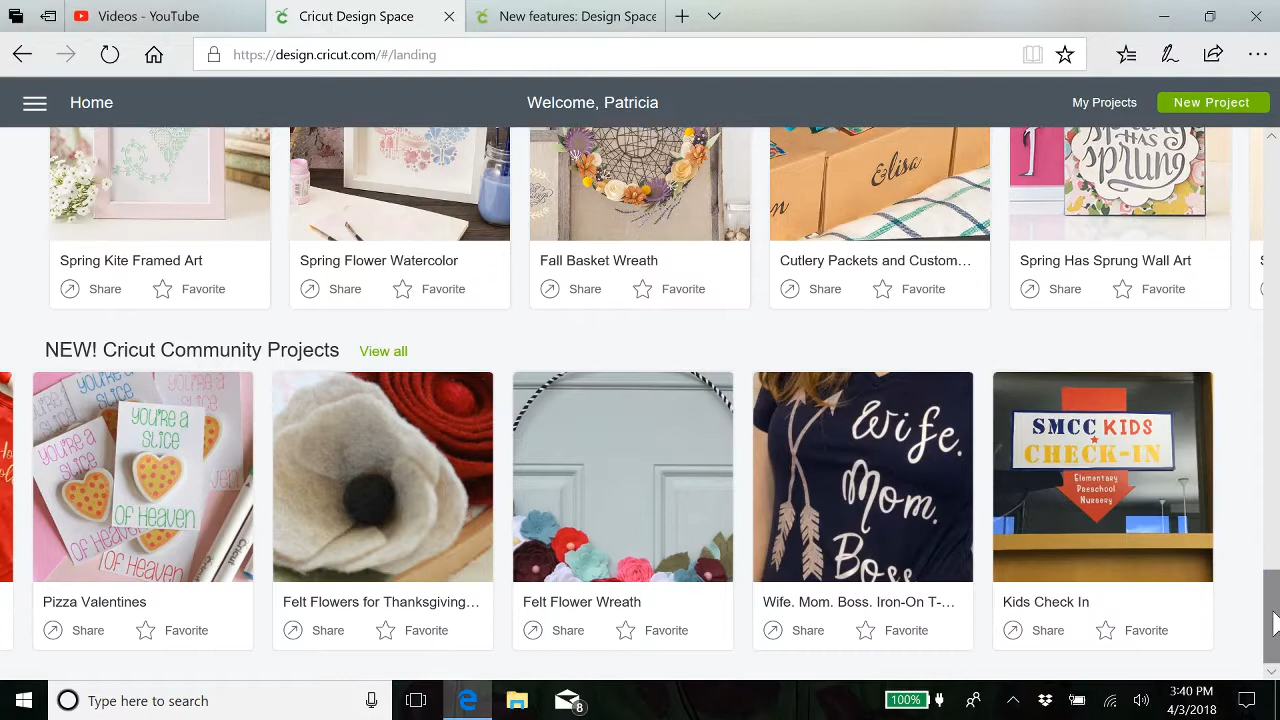 Videos - YouTube
Cricut Design Space
New features: Design Space
https://design.cricut.com/#/landing
Home
Welcome, Patricia
My Projects
New Project
Elisa
HAS
sprung
Spring Kite Framed Art
Spring Flower Watercolor
Fall Basket Wreath
Cutlery Packets and Custom…
Spring Has Sprung Wall Art
Share Favorite
Share Favorite
Share Favorite
Share Favorite
Share Favorite
NEW! Cricut Community Projects View all
YOU'RE A
SLICE
OF HEAVEN
YOU'RE A
SLICE
OF HEAVEN
Cricut
Wife.
Mom.
Boss
SMCC KIDS
CHECK-IN
Elementary
Preschool
Nursery
Pizza Valentines
Felt Flowers for Thanksgiving…
Felt Flower Wreath
Wife. Mom. Boss. Iron-On T-…
Kids Check In
Share Favorite
Share Favorite
Share Favorite
Share Favorite
Share Favorite
Type here to search
8
100%
3:40 PM
4/3/2018